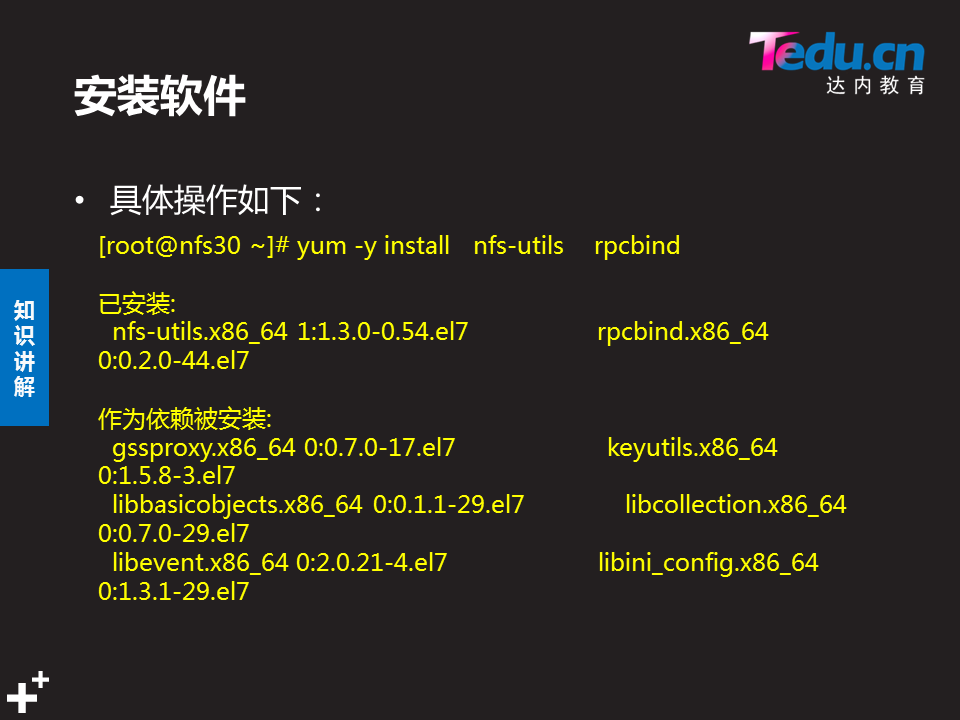 Tedu.cn
达内教育
安装软件
• 具体操作如下：
[root@nfs30 ~]# yum -y install nfs-utils rpcbind
已安装:
nfs-utils.x86_64 1:1.3.0-0.54.el7 rpcbind.x86_64
0:0.2.0-44.el7
作为依赖被安装:
gssproxy.x86_64 0:0.7.0-17.el7 keyutils.x86_64
0:1.5.8-3.el7
libbasicobjects.x86_64 0:0.1.1-29.el7 libcollection.x86_64
0:0.7.0-29.el7
libevent.x86_64 0:2.0.21-4.el7 libini_config.x86_64
0:1.3.1-29.el7
知
识
讲
解